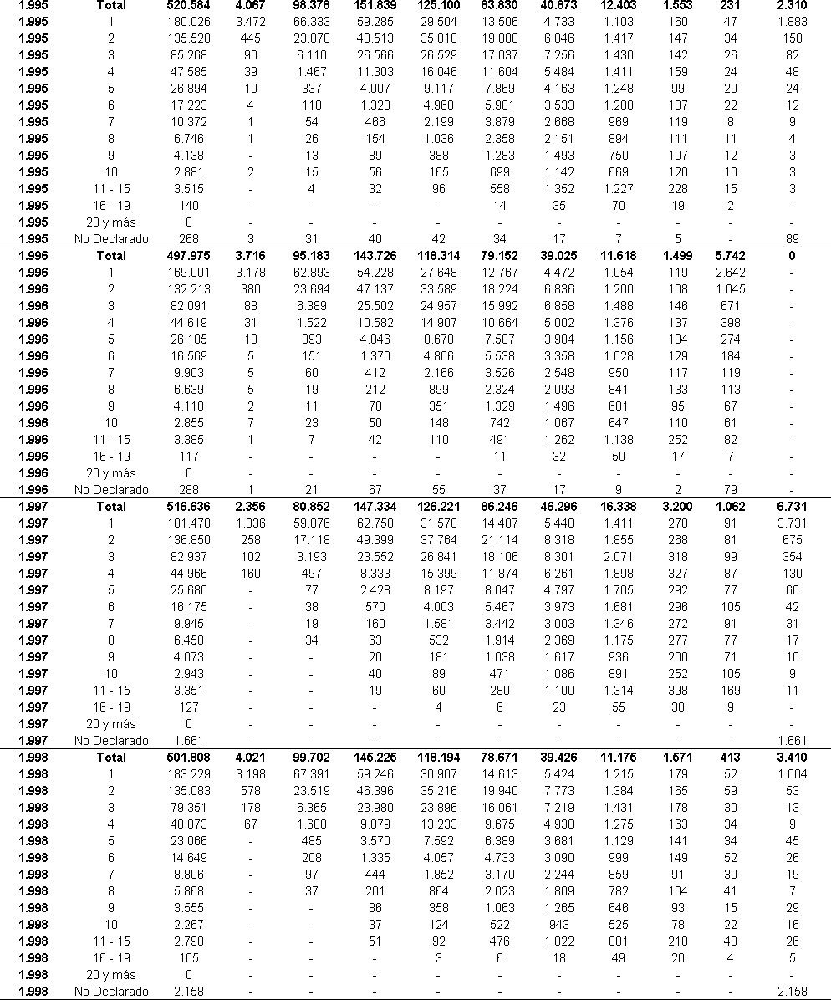 1.995 Total 520.584 4.067 98.378 151.839 125.100 83.830 40.873 12.403 1.553 231 2.310
1.995 1 180.026 3.472 66.333 59.285 29.504 13.506 4.733 1.103 160 47 1.883
1.995 2 135.528 445 23.870 48.513 35.018 19.088 6.846 1.417 147 34 150
1.995 3 85.268 90 6.110 26.566 26.529 17.037 7.256 1.430 142 26 82
1.995 4 47.585 39 1.467 11.303 16.046 11.604 5.484 1.411 159 24 48
1.995 5 26.894 10 337 4.007 9.117 7.869 4.163 1.248 99 20 24
1.995 6 17.223 4 118 1.328 4.960 5.901 3.533 1.208 137 22 12
1.995 7 10.372 1 54 466 2.199 3.879 2.668 969 119 8 9
1.995 8 6.746 1 26 154 1.036 2.358 2.151 894 111 11 4
1.995 9 4.138 - 13 89 388 1.283 1.493 750 107 12 3
1.995 10 2.881 2 15 56 165 699 1.142 669 120 10 3
1.995 11 - 15 3.515 - 4 32 96 558 1.352 1.227 228 15 3
1.995 16 - 19 140 - - - - 14 35 70 19 2 -
1.995 20 y más 0 - - - - - - - - - -
1.995 No Declarado 268 3 31 40 42 34 17 7 5 - 89
1.996 Total 497.975 3.716 95.183 143.726 118.314 79.152 39.025 11.618 1.499 5.742 0
1.996 1 169.001 3.178 62.893 54.228 27.648 12.767 4.472 1.054 119 2.642 -
1.996 2 132.213 380 23.694 47.137 33.589 18.224 6.836 1.200 108 1.045 -
1.996 3 82.091 88 6.389 25.502 24.957 15.992 6.858 1.488 146 671 -
1.996 4 44.619 31 1.522 10.582 14.907 10.664 5.002 1.376 137 398 -
1.996 5 26.185 13 393 4.046 8.678 7.507 3.984 1.156 134 274 -
1.996 6 16.569 5 151 1.370 4.806 5.538 3.358 1.028 129 184 -
1.996 7 9.903 5 60 412 2.166 3.526 2.548 950 117 119 -
1.996 8 6.639 5 19 212 899 2.324 2.093 841 133 113 -
1.996 9 4.110 2 11 78 351 1.329 1.496 681 95 67 -
1.996 10 2.855 7 23 50 148 742 1.067 647 110 61 -
1.996 11 - 15 3.385 1 7 42 110 491 1.262 1.138 252 82 -
1.996 16 - 19 117 - - - - 11 32 50 17 7 -
1.996 20 y más 0 - - - - - - - - - -
1.996 No Declarado 288 1 21 67 55 37 17 9 2 79 -
1.997 Total 516.636 2.356 80.852 147.334 126.221 86.246 46.296 16.338 3.200 1.062 6.731
1.997 1 181.470 1.836 59.876 62.750 31.570 14.487 5.448 1.411 270 91 3.731
1.997 2 136.850 258 17.118 49.399 37.764 21.114 8.318 1.855 268 81 675
1.997 3 82.937 102 3.193 23.552 26.841 18.106 8.301 2.071 318 99 354
1.997 4 44.966 160 497 8.333 15.399 11.874 6.261 1.898 327 87 130
1.997 5 25.680 - 77 2.428 8.197 8.047 4.797 1.705 292 77 60
1.997 6 16.175 - 38 570 4.003 5.467 3.973 1.681 296 105 42
1.997 7 9.945 - 19 160 1.581 3.442 3.003 1.346 272 91 31
1.997 8 6.458 - 34 63 532 1.914 2.369 1.175 277 77 17
1.997 9 4.073 - - 20 181 1.038 1.617 936 200 71 10
1.997 10 2.943 - - 40 89 471 1.086 891 252 105 9
1.997 11 - 15 3.351 - - 19 60 280 1.100 1.314 398 169 11
1.997 16 - 19 127 - - - 4 6 23 55 30 9 -
1.997 20 y más 0 - - - - - - - - - -
1.997 No Declarado 1.661 - - - - - - - - - 1.661
1.998 Total 501.808 4.021 99.702 145.225 118.194 78.671 39.426 11.175 1.571 413 3.410
1.998 1 183.229 3.198 67.391 59.246 30.907 14.613 5.424 1.215 179 52 1.004
1.998 2 135.083 578 23.519 46.396 35.216 19.940 7.773 1.384 165 59 53
1.998 3 79.351 178 6.365 23.980 23.896 16.061 7.219 1.431 178 30 13
1.998 4 40.873 67 1.600 9.879 13.233 9.675 4.938 1.275 163 34 9
1.998 5 23.066 - 485 3.570 7.592 6.389 3.681 1.129 141 34 45
1.998 6 14.649 - 208 1.335 4.057 4.733 3.090 999 149 52 26
1.998 7 8.806 - 97 444 1.852 3.170 2.244 859 91 30 19
1.998 8 5.868 - 37 201 864 2.023 1.809 782 104 41 7
1.998 9 3.555 - - 86 358 1.063 1.265 646 93 15 29
1.998 10 2.267 - - 37 124 522 943 525 78 22 16
1.998 11 - 15 2.798 - - 51 92 476 1.022 881 210 40 26
1.998 16 - 19 105 - - - 3 6 18 49 20 4 5
1.998 20 y más 0 - - - - - - - - - -
1.998 No Declarado 2.158 - - - - - - - - - 2.158